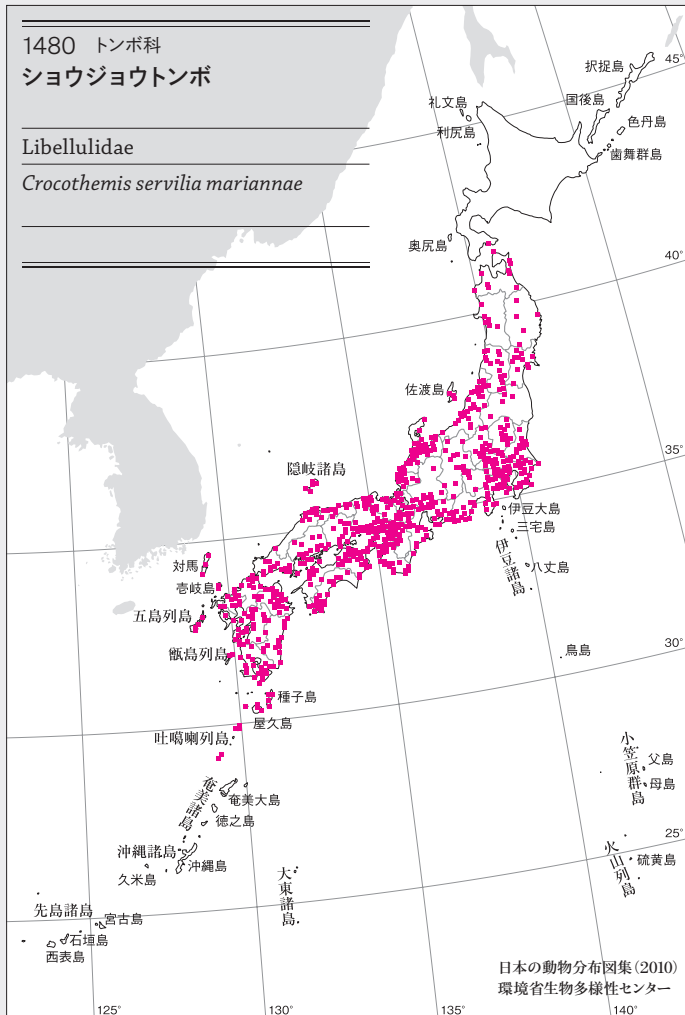 1480 トンボ科
ショウジョウトンボ
Libellulidae
Crocothemis servilia mariannae
択捉島
45°
国後島
礼文島
色丹島
利尻島
歯舞群島
奥尻島
40°
佐渡島
35°
隠岐諸島
伊豆大島
三宅島
伊豆諸島
八丈島
対馬
壱岐島
五島列島
甑島列島
鳥島
30°
種子島
屋久島
吐噶喇列島
小笠原群島
父島
母島
奄美諸島
奄美大島
徳之島
25°
沖縄諸島
沖縄島
久米島
火山列島
硫黄島
大東諸島
先島諸島
宮古島
石垣島
西表島
日本の動物分布図集(2010)
環境省生物多様性センター
125°
130°
135°
140°